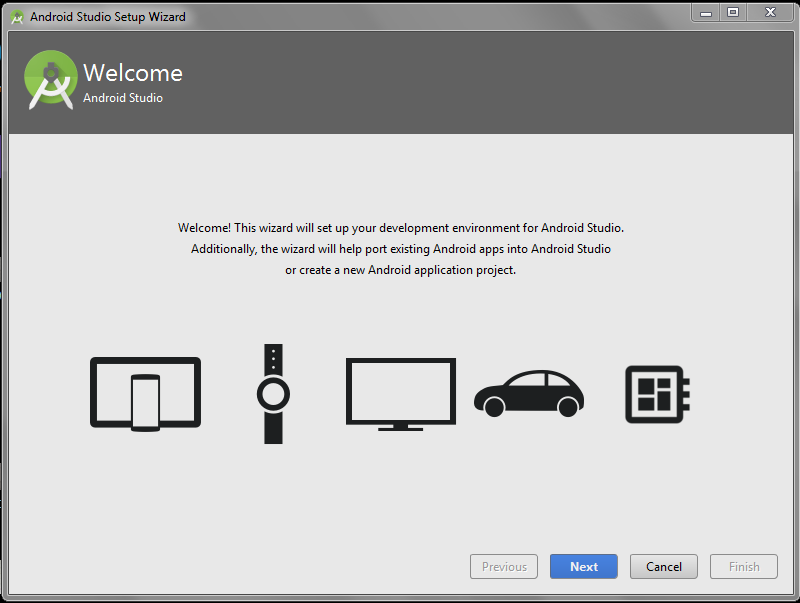 Android Studio Setup Wizard
Welcome
Android Studio
Welcome! This wizard will set up your development environment for Android Studio.
Additionally, the wizard will help port existing Android apps into Android Studio
or create a new Android application project.
Previous
Next
Cancel
Finish